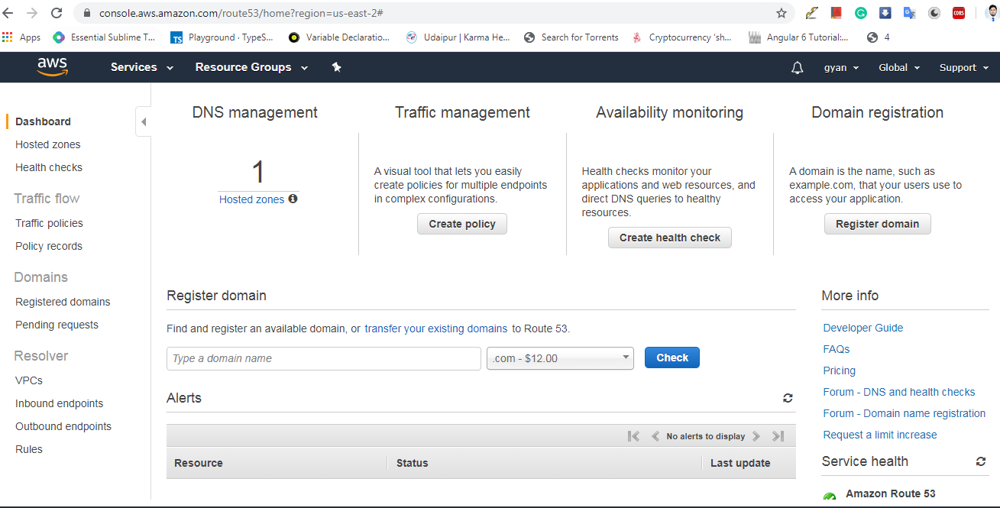 console.aws.amazon.com/route53/home?region=us-east-2#
CORS
Apps
Essential Sublime T...
TS Playground - TypeS...
Variable Declaratio...
Udaipur | Karma He...
Search for Torrents
Cryptocurrency 'sh...
Angular 6 Tutorial:...
4
aws
Services
Resource Groups
gyan
Global
Support
Dashboard
Hosted zones
Health checks
Traffic flow
Traffic policies
Policy records
Domains
Registered domains
Pending requests
Resolver
VPCs
Inbound endpoints
Outbound endpoints
Rules
DNS management
1
Hosted zones
Traffic management
A visual tool that lets you easily
create policies for multiple endpoints
in complex configurations.
Create policy
Availability monitoring
Health checks monitor your
applications and web resources, and
direct DNS queries to healthy
resources.
Create health check
Domain registration
A domain is the name, such as
example.com, that your users use to
access your application.
Register domain
Register domain
Find and register an available domain, or transfer your existing domains to Route 53.
Type a domain name
.com - $12.00
Check
Alerts
No alerts to display
Resource
Status
Last update
More info
Developer Guide
FAQs
Pricing
Forum - DNS and health checks
Forum - Domain name registration
Request a limit increase
Service health
Amazon Route 53